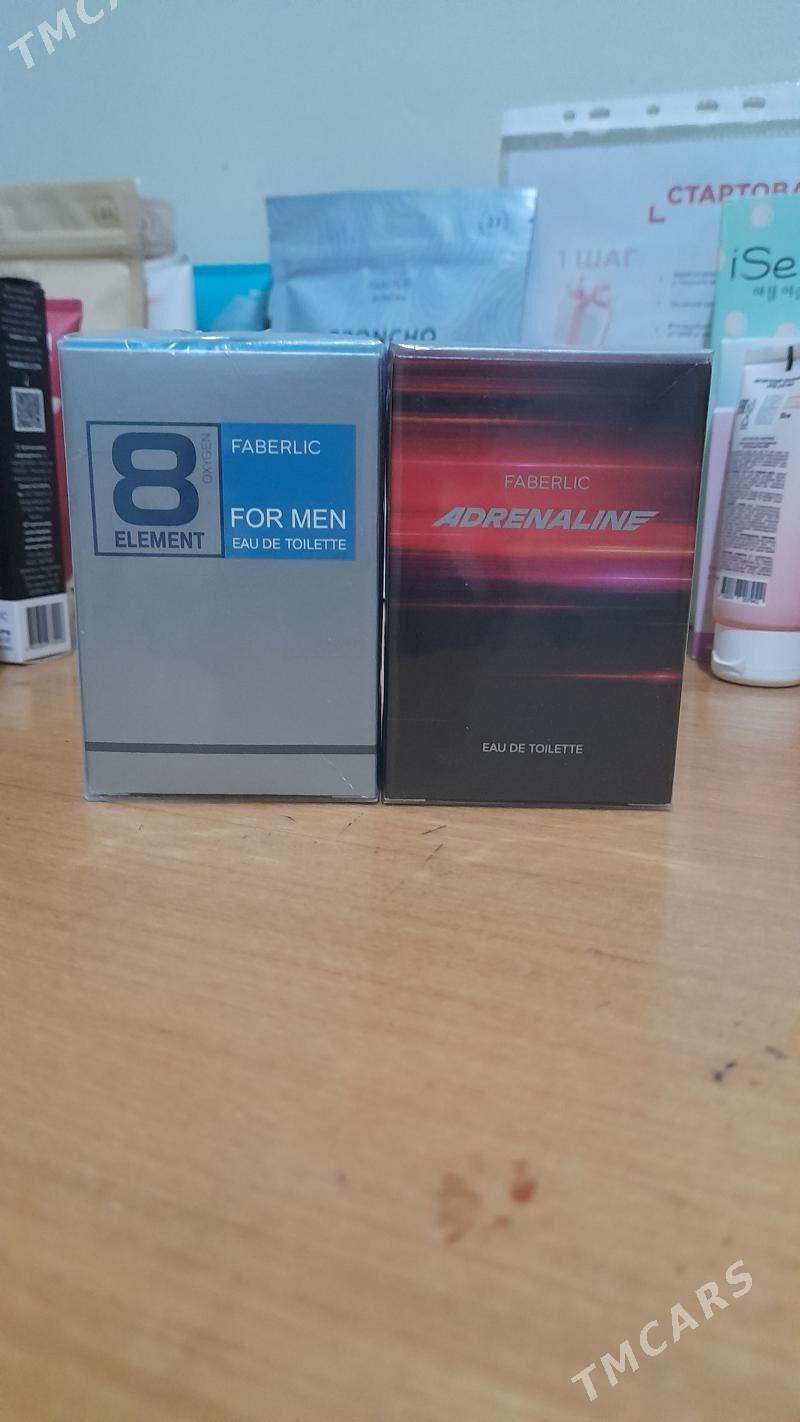 TMCARS
СТАРТОВА
1 ШАГ
iSe
BRONCHO
8
OXYGEN
ELEMENT
FABERLIC
FOR MEN
EAU DE TOILETTE
FABERLIC
ADRENALINE
EAU DE TOILETTE
TMCARS